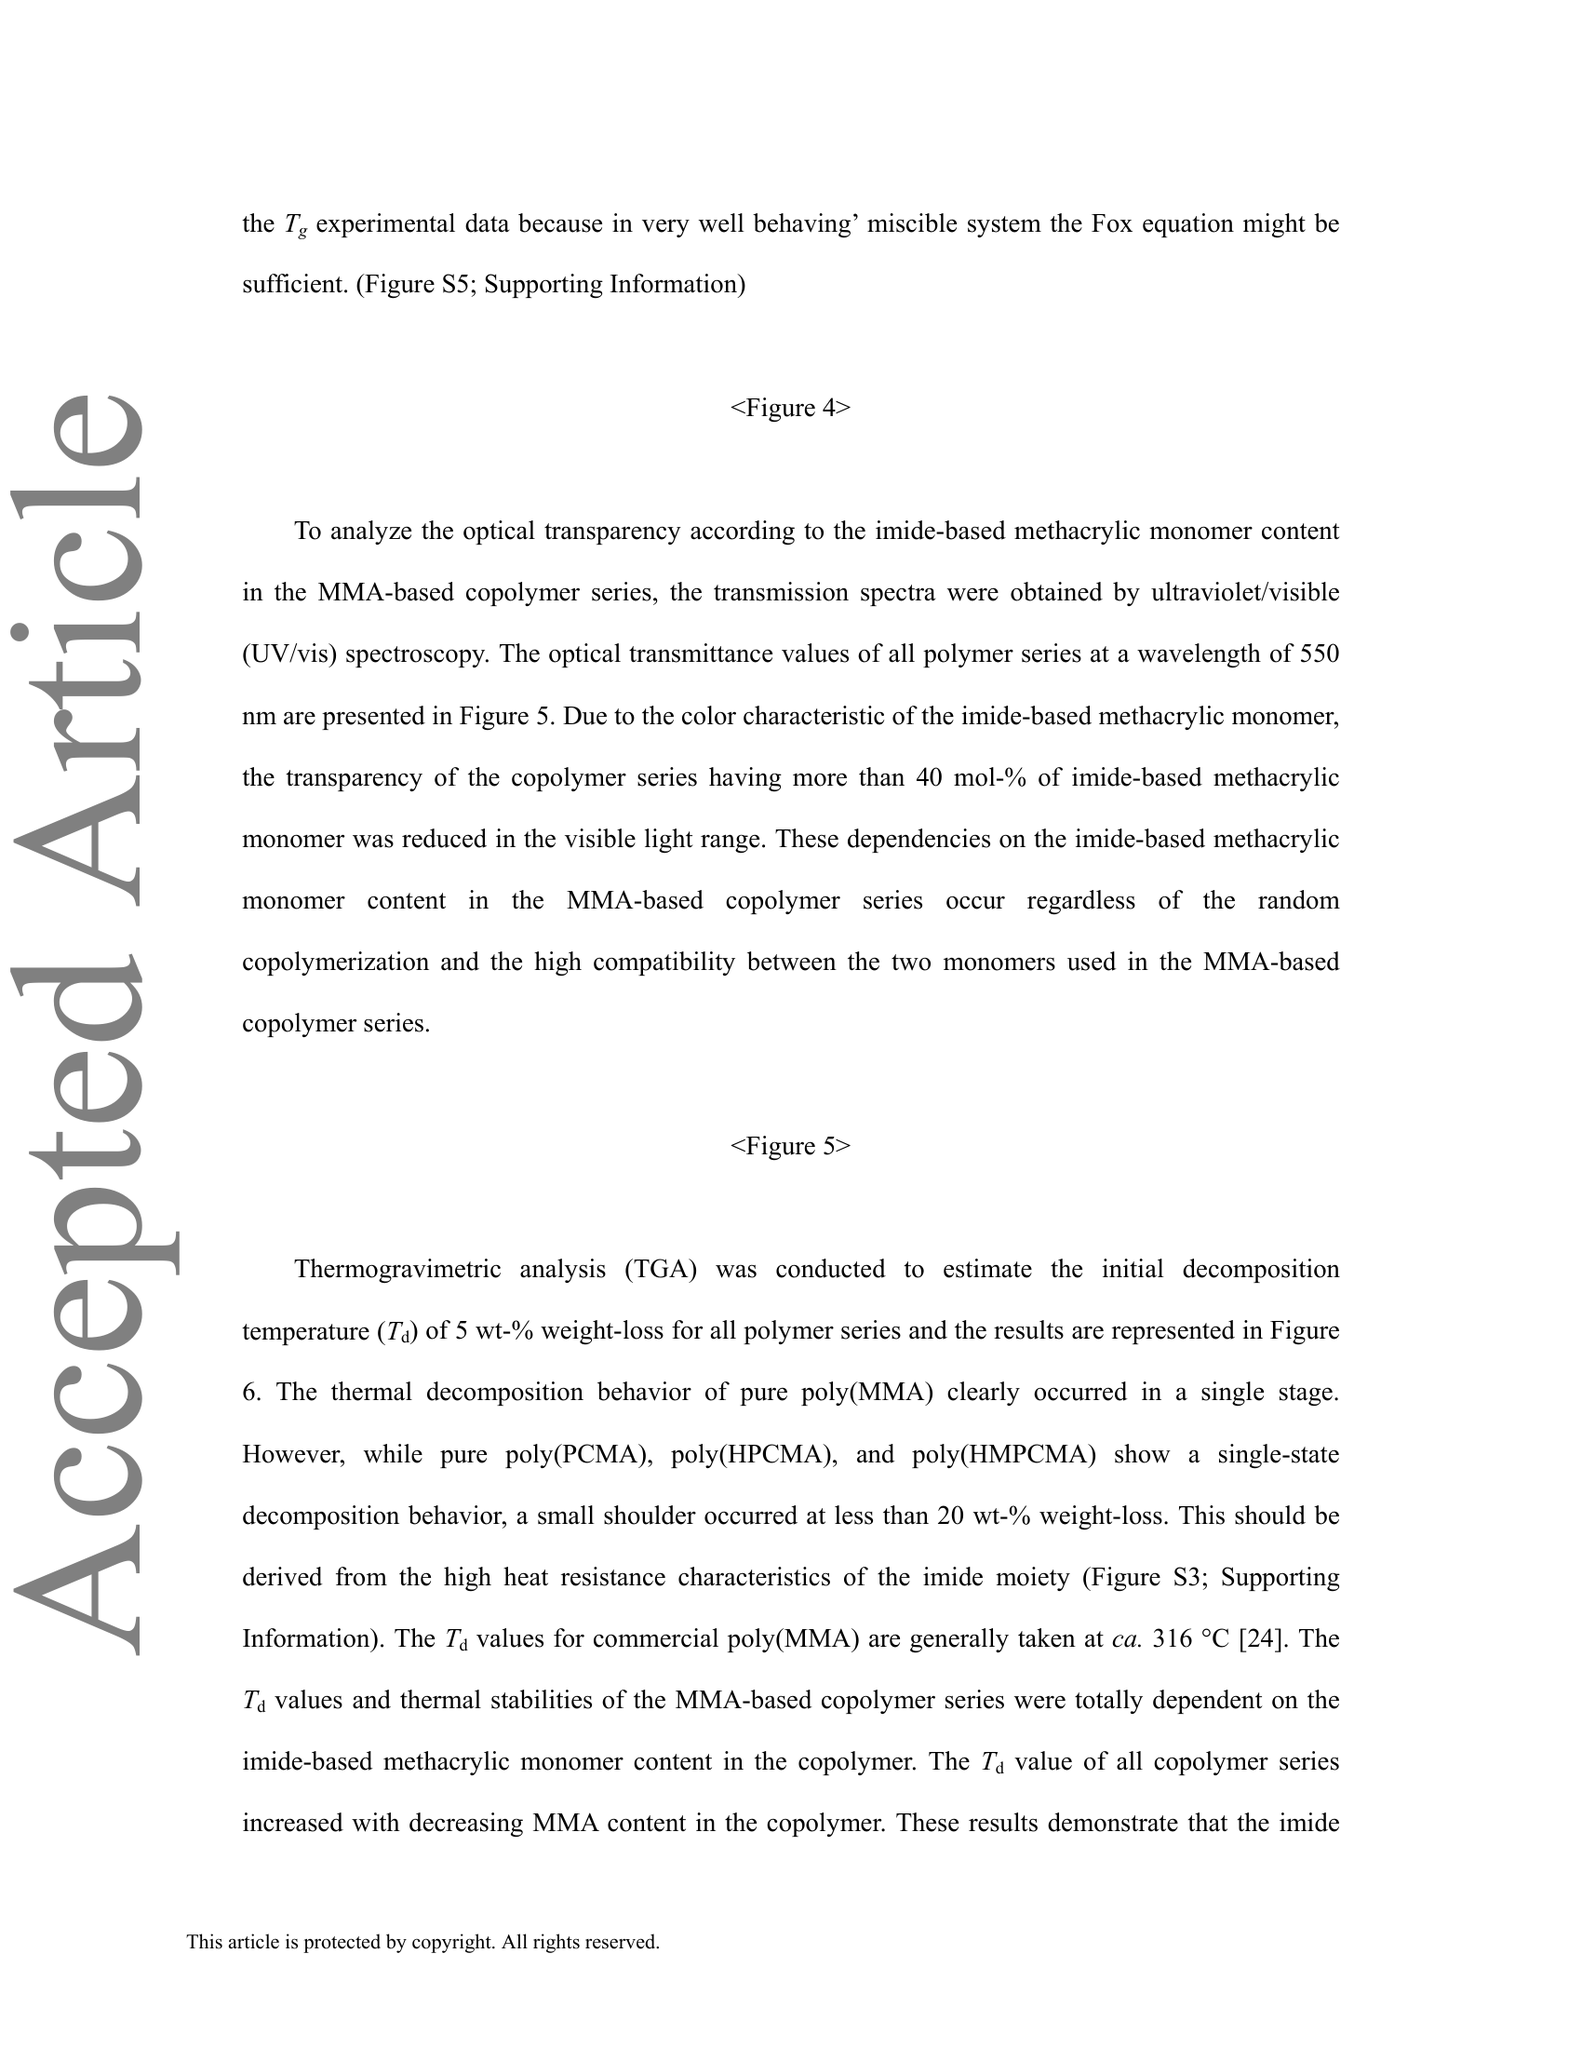 the Tg experimental data because in very well behaving’ miscible system the Fox equation might be
sufficient. (Figure S5; Supporting Information)
<Figure 4>
To analyze the optical transparency according to the imide-based methacrylic monomer content
in the MMA-based copolymer series, the transmission spectra were obtained by ultraviolet/visible
(UV/vis) spectroscopy. The optical transmittance values of all polymer series at a wavelength of 550
nm are presented in Figure 5. Due to the color characteristic of the imide-based methacrylic monomer,
the transparency of the copolymer series having more than 40 mol-% of imide-based methacrylic
monomer was reduced in the visible light range. These dependencies on the imide-based methacrylic
monomer content in the MMA-based copolymer series occur regardless of the random
copolymerization and the high compatibility between the two monomers used in the MMA-based
copolymer series.
<Figure 5>
Thermogravimetric analysis (TGA) was conducted to estimate the initial decomposition
temperature (Td) of 5 wt-% weight-loss for all polymer series and the results are represented in Figure
6. The thermal decomposition behavior of pure poly(MMA) clearly occurred in a single stage.
However, while pure poly(PCMA), poly(HPCMA), and poly(HMPCMA) show a single-state
decomposition behavior, a small shoulder occurred at less than 20 wt-% weight-loss. This should be
derived from the high heat resistance characteristics of the imide moiety (Figure S3; Supporting
Information). The Td values for commercial poly(MMA) are generally taken at ca. 316 °C [24]. The
Td values and thermal stabilities of the MMA-based copolymer series were totally dependent on the
imide-based methacrylic monomer content in the copolymer. The Td value of all copolymer series
increased with decreasing MMA content in the copolymer. These results demonstrate that the imide
This article is protected by copyright. All rights reserved.
Accepted Article